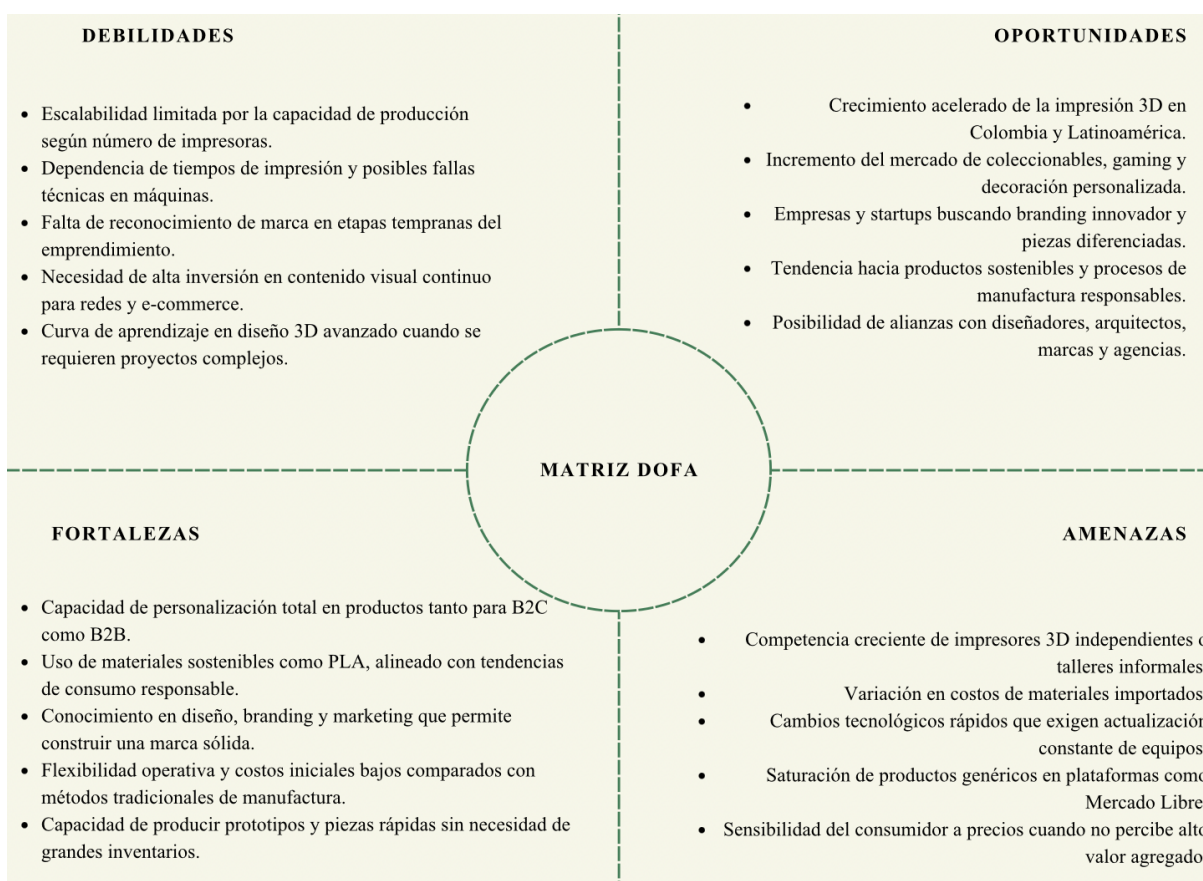 DEBILIDADES
• Escalabilidad limitada por la capacidad de producción
según número de impresoras.
• Dependencia de tiempos de impresión y posibles fallas
técnicas en máquinas.
• Falta de reconocimiento de marca en etapas tempranas del
emprendimiento.
• Necesidad de alta inversión en contenido visual continuo
para redes y e-commerce.
• Curva de aprendizaje en diseño 3D avanzado cuando se
requieren proyectos complejos.
OPORTUNIDADES
• Crecimiento acelerado de la impresión 3D en
Colombia y Latinoamérica.
• Incremento del mercado de coleccionables, gaming y
decoración personalizada.
• Empresas y startups buscando branding innovador y
piezas diferenciadas.
• Tendencia hacia productos sostenibles y procesos de
manufactura responsables.
• Posibilidad de alianzas con diseñadores, arquitectos,
marcas y agencias.
MATRIZ DOFA
FORTALEZAS
• Capacidad de personalización total en productos tanto para B2C
como B2B.
• Uso de materiales sostenibles como PLA, alineado con tendencias
de consumo responsable.
• Conocimiento en diseño, branding y marketing que permite
construir una marca sólida.
• Flexibilidad operativa y costos iniciales bajos comparados con
métodos tradicionales de manufactura.
• Capacidad de producir prototipos y piezas rápidas sin necesidad de
grandes inventarios.
AMENAZAS
• Competencia creciente de impresores 3D independientes o
talleres informales
• Variación en costos de materiales importados
• Cambios tecnológicos rápidos que exigen actualización
constante de equipos
• Saturación de productos genéricos en plataformas como
Mercado Libre
• Sensibilidad del consumidor a precios cuando no percibe alto
valor agregado